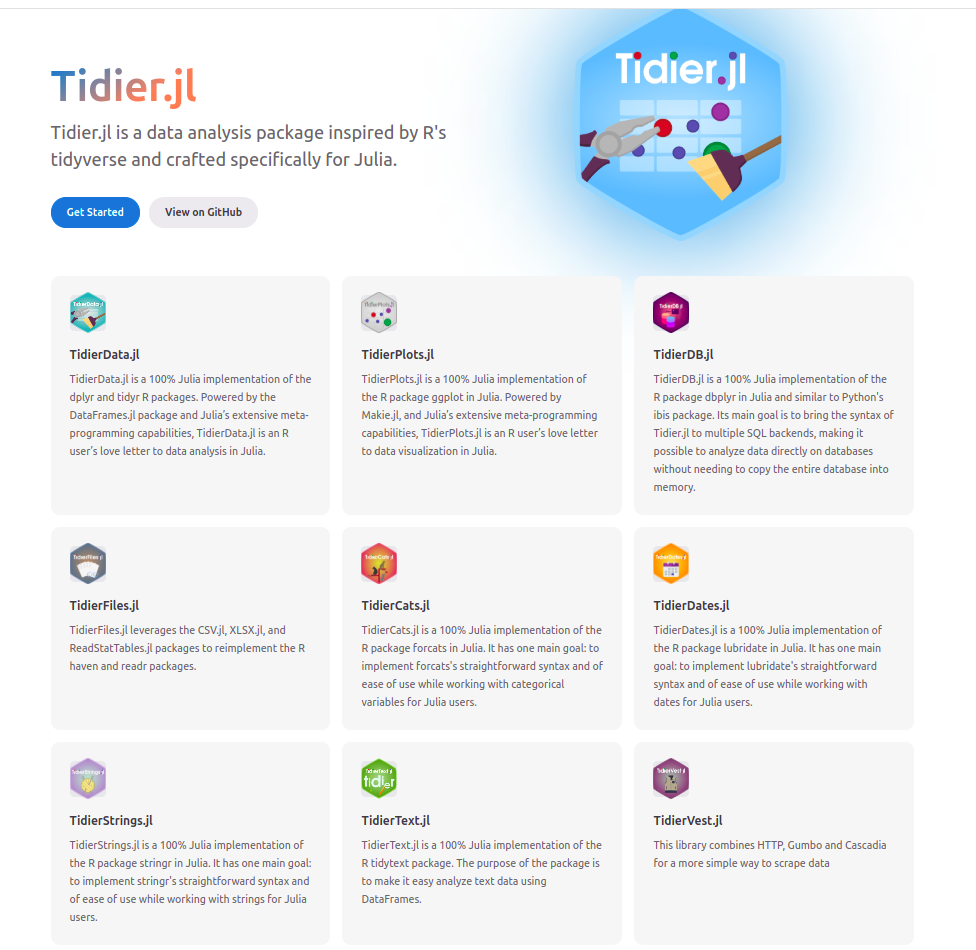 Tidier.jl
Tidier.jl
Tidier.jl is a data analysis package inspired by R's
tidyverse and crafted specifically for Julia.
Get Started
View on GitHub
TidierData.jl
TidierData.jl
TidierData.jl is a 100% Julia implementation of the
dplyr and tidyr R packages. Powered by the
DataFrames.jl package and Julia’s extensive meta-
programming capabilities, TidierData.jl is an R
user’s love letter to data analysis in Julia.
TidierPlots.jl
TidierPlots.jl
TidierPlots.jl is a 100% Julia implementation of
the R package ggplot in Julia. Powered by
Makie.jl, and Julia’s extensive meta-programming
capabilities, TidierPlots.jl is an R user’s love letter
to data visualization in Julia.
TidierDB.jl
TidierDB.jl
TidierDB.jl is a 100% Julia implementation of the
R package dbplyr in Julia and similar to Python's
ibis package. Its main goal is to bring the syntax of
Tidier.jl to multiple SQL backends, making it
possible to analyze data directly on databases
without needing to copy the entire database into
memory.
TidierFiles.jl
TidierFiles.jl
TidierFiles.jl leverages the CSV.jl, XLSX.jl, and
ReadStatTables.jl packages to reimplement the R
haven and readr packages.
TidierCats.jl
TidierCats.jl
TidierCats.jl is a 100% Julia implementation of the
R package forcats in Julia. It has one main goal: to
implement forcats's straightforward syntax and of
ease of use while working with categorical
variables for Julia users.
TidierDates.jl
TidierDates.jl
TidierDates.jl is a 100% Julia implementation of
the R package lubridate in Julia. It has one main
goal: to implement lubridate's straightforward
syntax and of ease of use while working with
dates for Julia users.
TidierStrings.jl
TidierStrings.jl
TidierStrings.jl is a 100% Julia implementation of
the R package stringr in Julia. It has one main goal:
to implement stringr's straightforward syntax and
of ease of use while working with strings for Julia
users.
TidierText.jl
tidier
TidierText.jl
TidierText.jl is a 100% Julia implementation of the
R tidytext package. The purpose of the package is
to make it easy analyze text data using
DataFrames.
TidierVest.jl
TidierVest.jl
This library combines HTTP, Gumbo and Cascadia
for a more simple way to scrape data